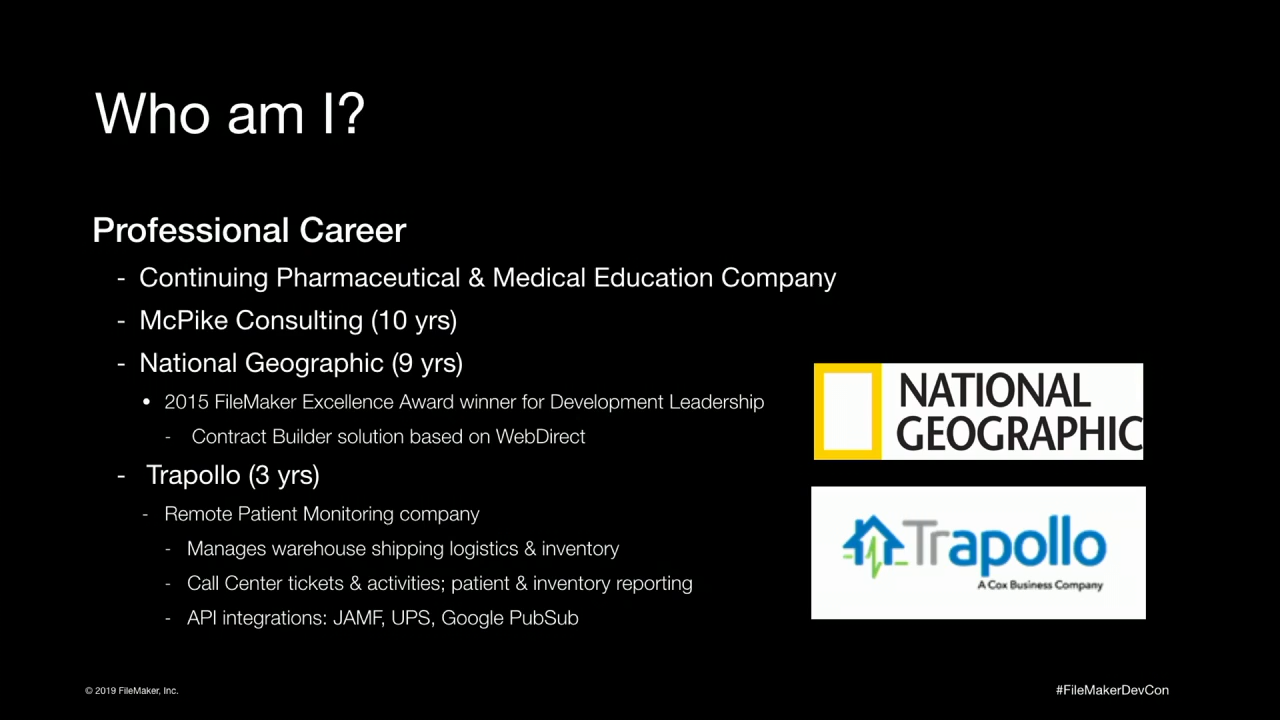 Who am I?
Professional Career
- Continuing Pharmaceutical & Medical Education Company
- McPike Consulting (10 yrs)
- National Geographic (9 yrs)
• 2015 FileMaker Excellence Award winner for Development Leadership
- Contract Builder solution based on WebDirect
- Trapollo (3 yrs)
- Remote Patient Monitoring company
- Manages warehouse shipping logistics & inventory
- Call Center tickets & activities; patient & inventory reporting
- API integrations: JAMF, UPS, Google PubSub
NATIONAL
GEOGRAPHIC
Trapollo
A Cox Business Company
© 2019 FileMaker, Inc.
#FileMakerDevCon